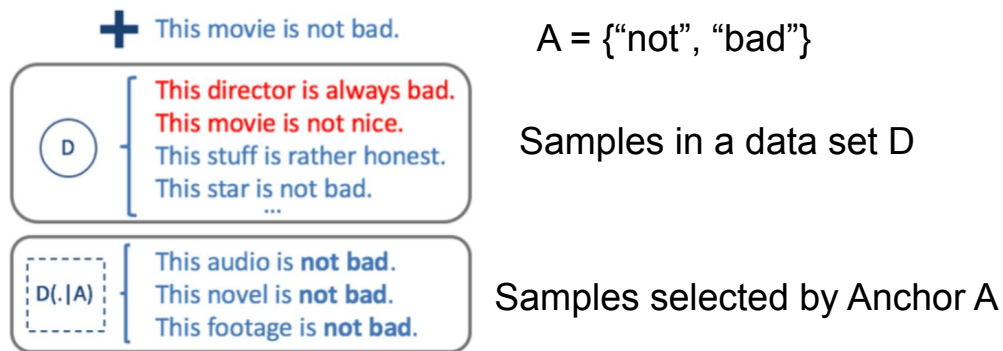 This movie is not bad.
A = {“not”, “bad”}
D
This director is always bad.
This movie is not nice.
This stuff is rather honest.
This star is not bad.
...
Samples in a data set D
D(.|A)
This audio is not bad.
This novel is not bad.
This footage is not bad.
Samples selected by Anchor A